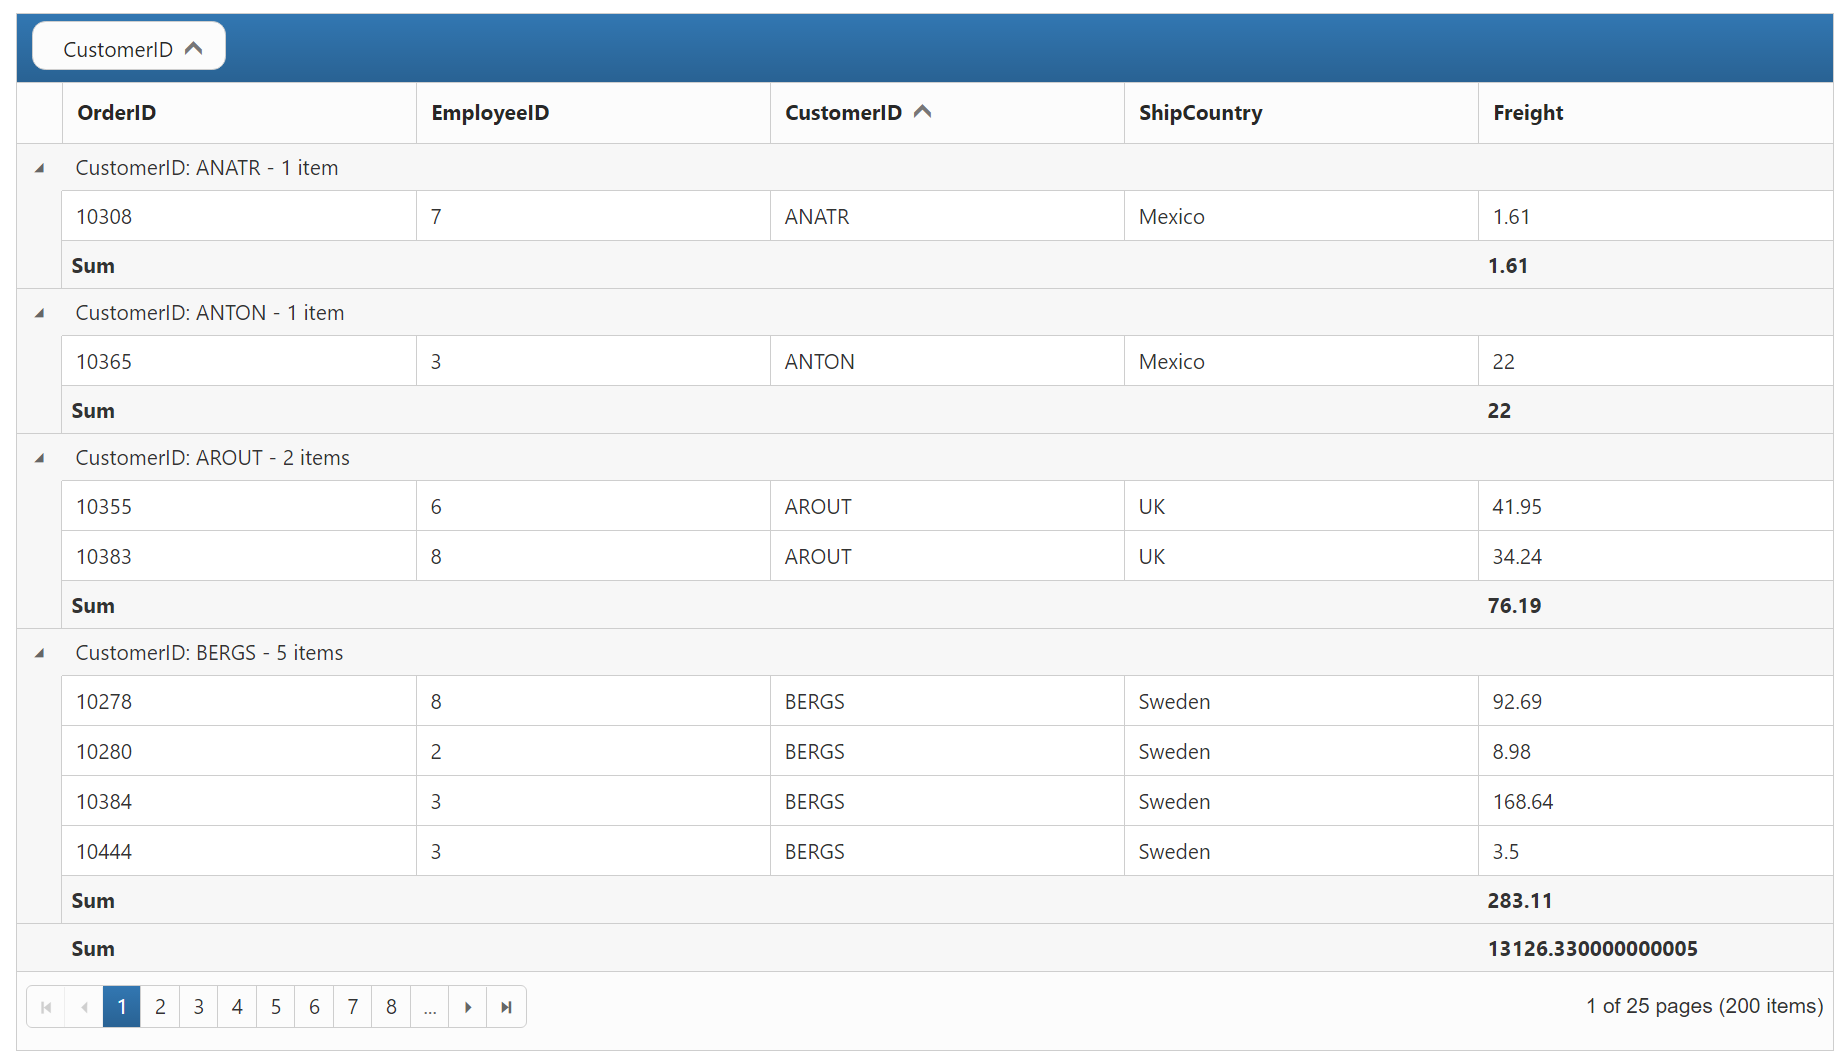 CustomerID
OrderID EmployeeID CustomerID ShipCountry Freight
CustomerID: ANATR - 1 item
10308 7 ANATR Mexico 1.61
Sum 1.61
CustomerID: ANTON - 1 item
10365 3 ANTON Mexico 22
Sum 22
CustomerID: AROUT - 2 items
10355 6 AROUT UK 41.95
10383 8 AROUT UK 34.24
Sum 76.19
CustomerID: BERGS - 5 items
10278 8 BERGS Sweden 92.69
10280 2 BERGS Sweden 8.98
10384 3 BERGS Sweden 168.64
10444 3 BERGS Sweden 3.5
Sum 283.11
Sum 13126.330000000005
1 2 3 4 5 6 7 8 ... 1 of 25 pages (200 items)